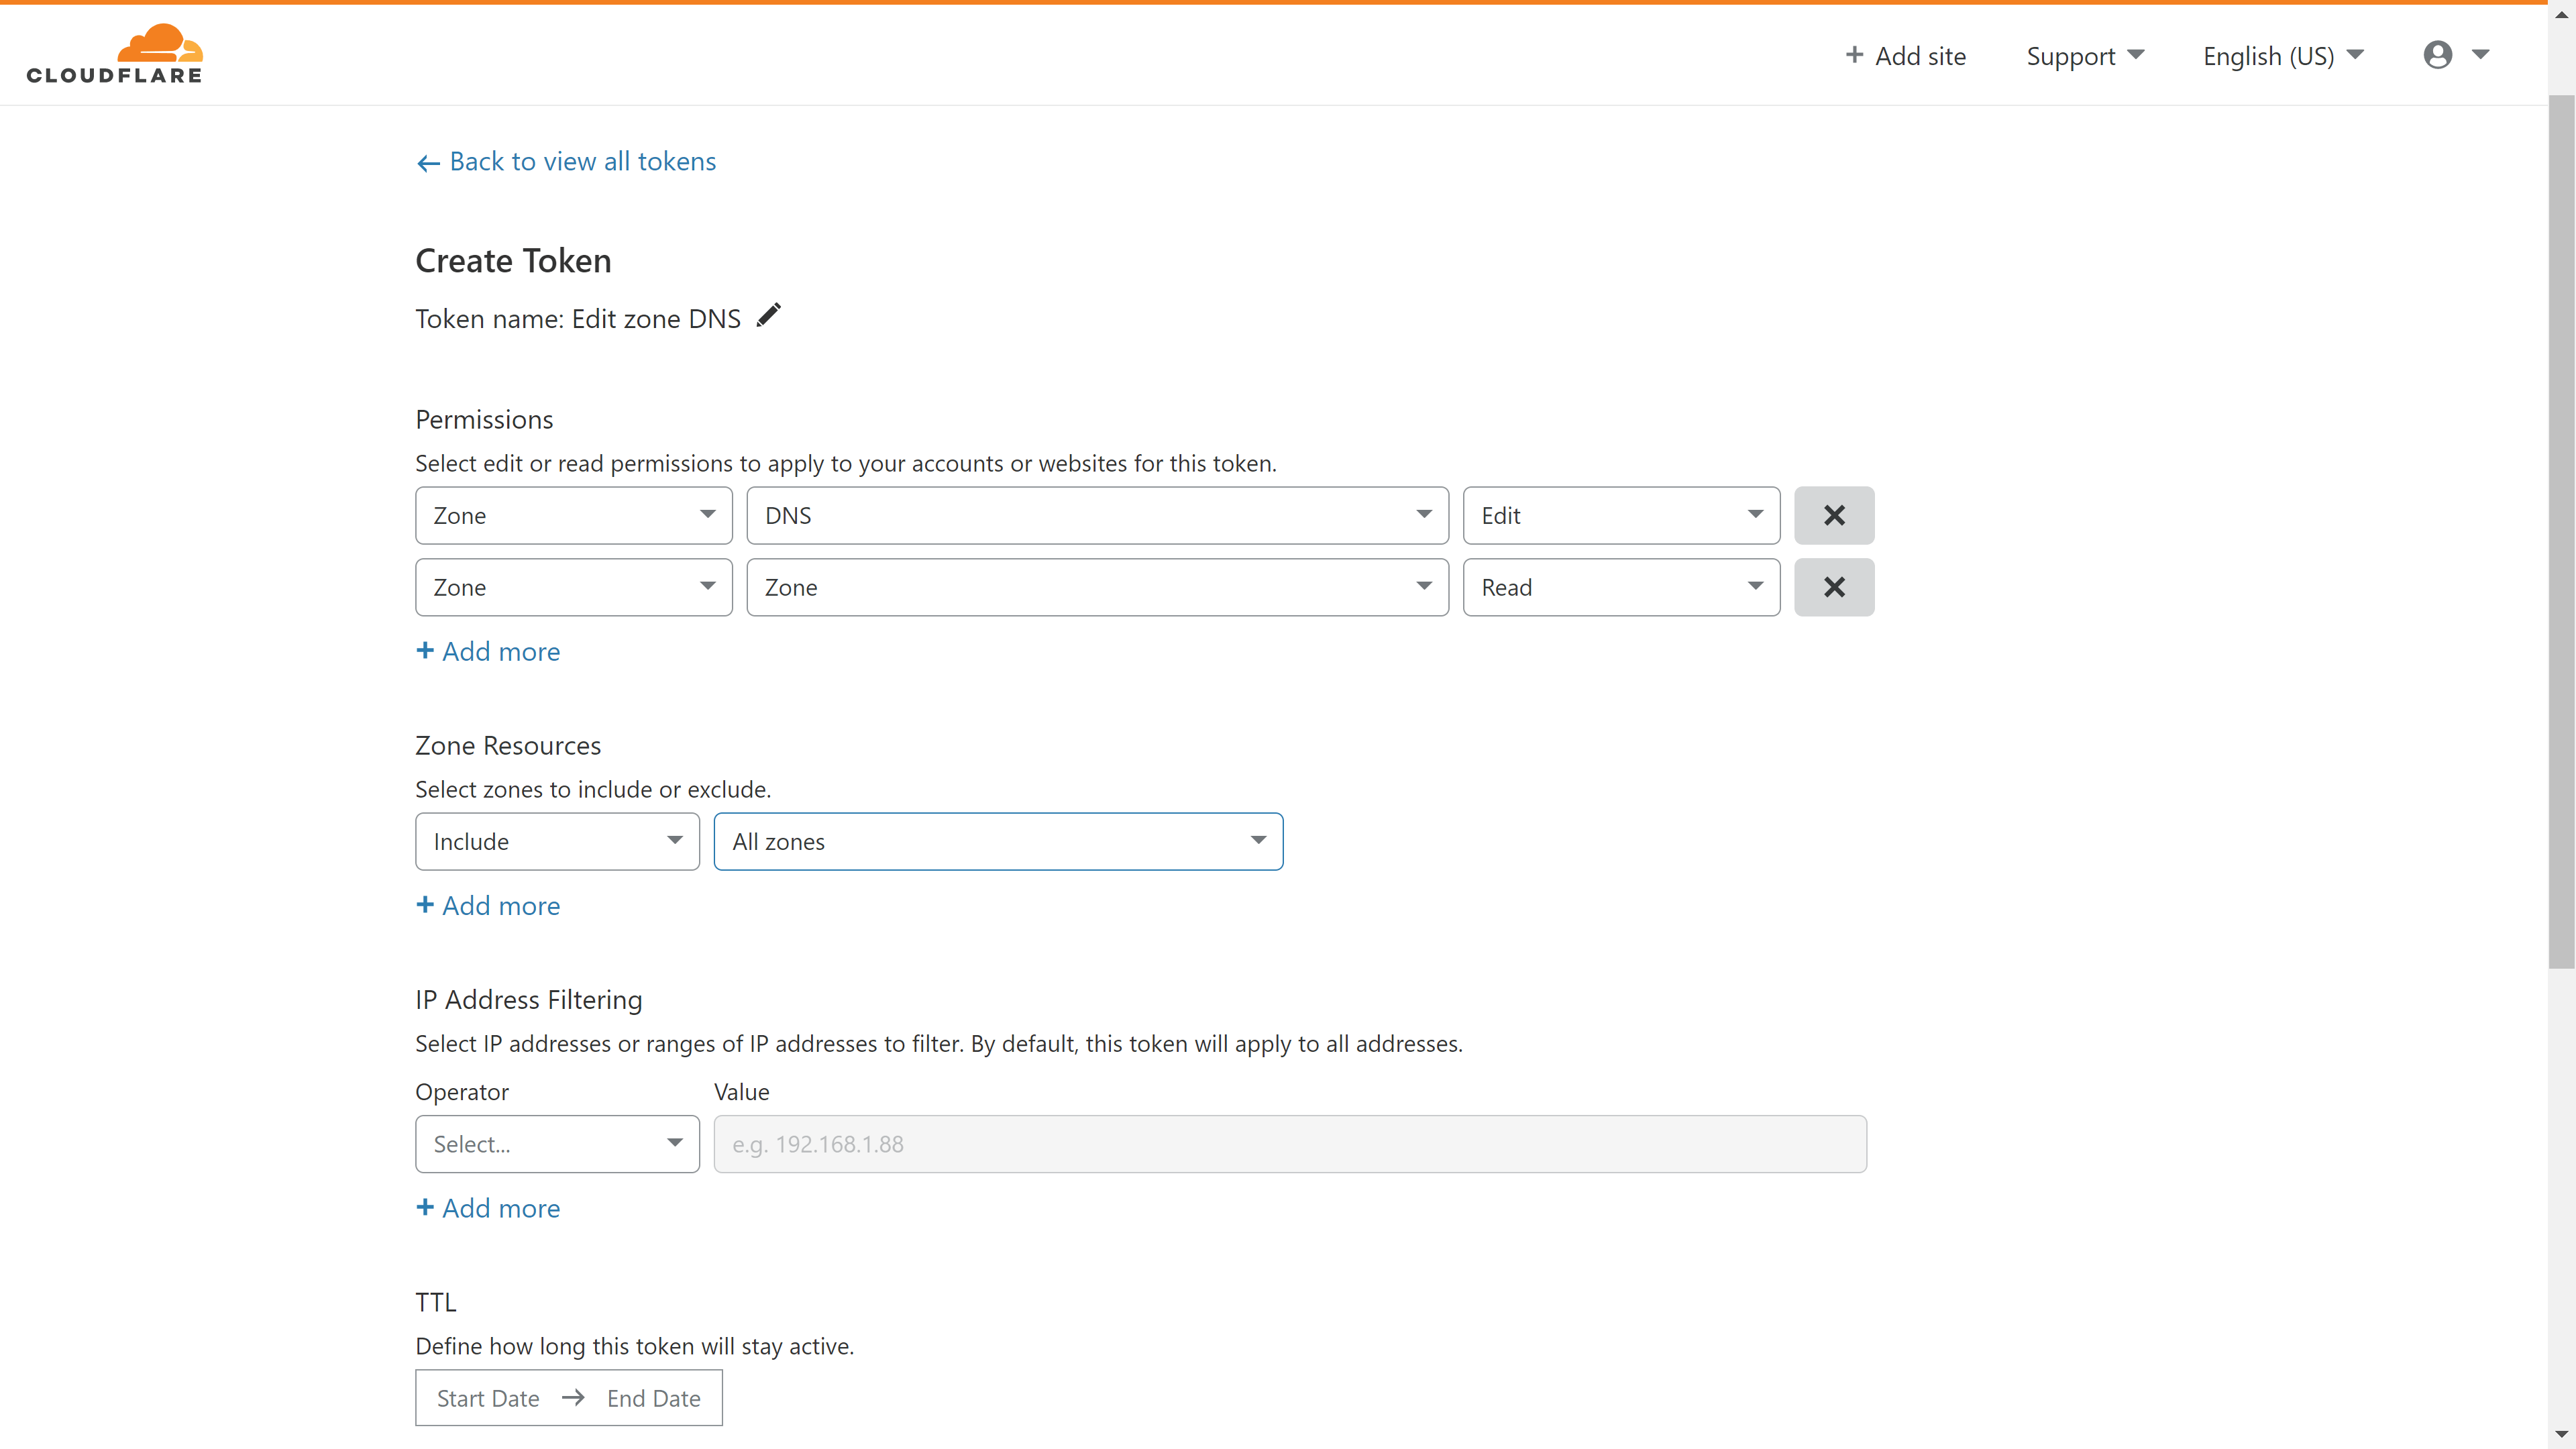 CLOUDFLARE
+ Add site Support English (US)
← Back to view all tokens
Create Token
Token name: Edit zone DNS
Permissions
Select edit or read permissions to apply to your accounts or websites for this token.
Zone DNS Edit
Zone Zone Read
+ Add more
Zone Resources
Select zones to include or exclude.
Include All zones
+ Add more
IP Address Filtering
Select IP addresses or ranges of IP addresses to filter. By default, this token will apply to all addresses.
Operator Value
Select... e.g. 192.168.1.88
+ Add more
TTL
Define how long this token will stay active.
Start Date → End Date